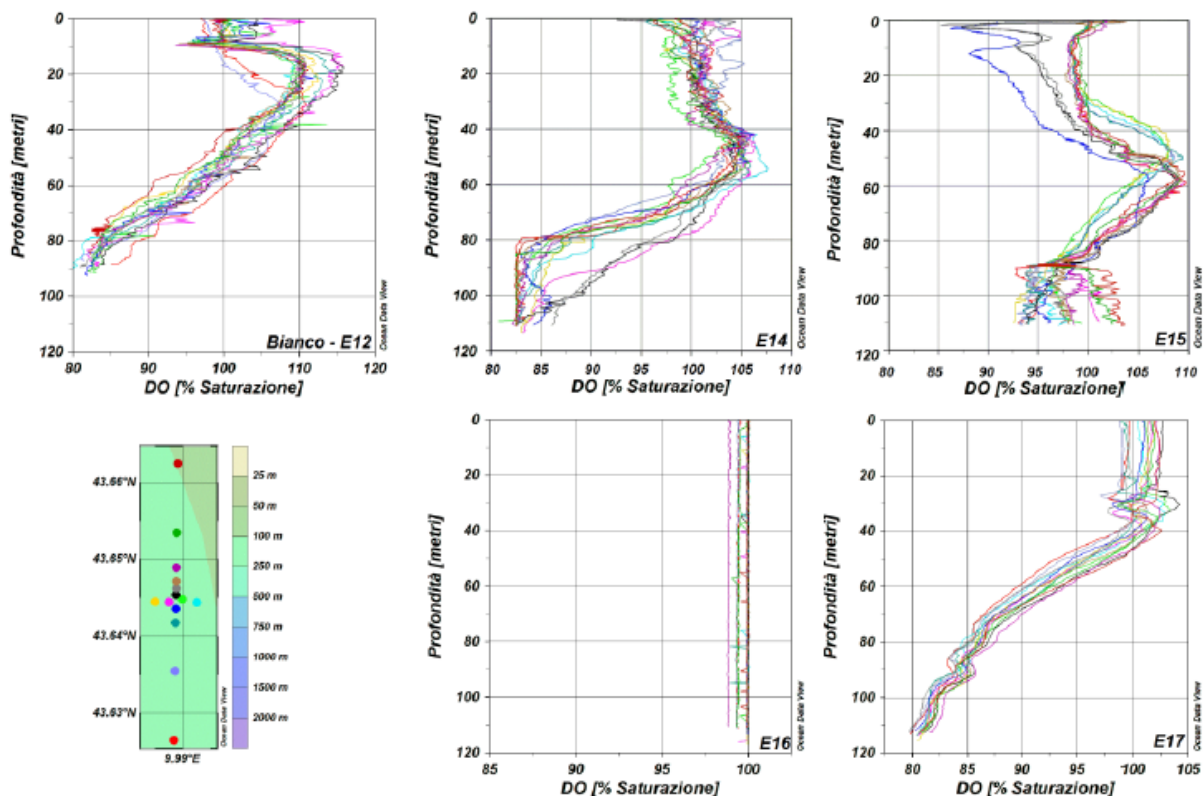 0
20
40
60
80
100
120
Profondità [metri]
80 90 100 110 120
DO [% Saturazione]
Bianco - E12
Ocean Data View
0
20
40
60
80
100
120
Profondità [metri]
80 85 90 95 100 105 110
DO [% Saturazione]
E14
Ocean Data View
0
20
40
60
80
100
120
Profondità [metri]
80 85 90 95 100 105 110
DO [% Saturazione]
E15
Ocean Data View
43.66°N
43.65°N
43.64°N
43.63°N
9.99°E
Ocean Data View
25 m
50 m
100 m
250 m
500 m
750 m
1000 m
1500 m
2000 m
0
20
40
60
80
100
120
Profondità [metri]
85 90 95 100
DO [% Saturazione]
E16
Ocean Data View
0
20
40
60
80
100
120
Profondità [metri]
80 85 90 95 100 105
DO [% Saturazione]
E17
Ocean Data View